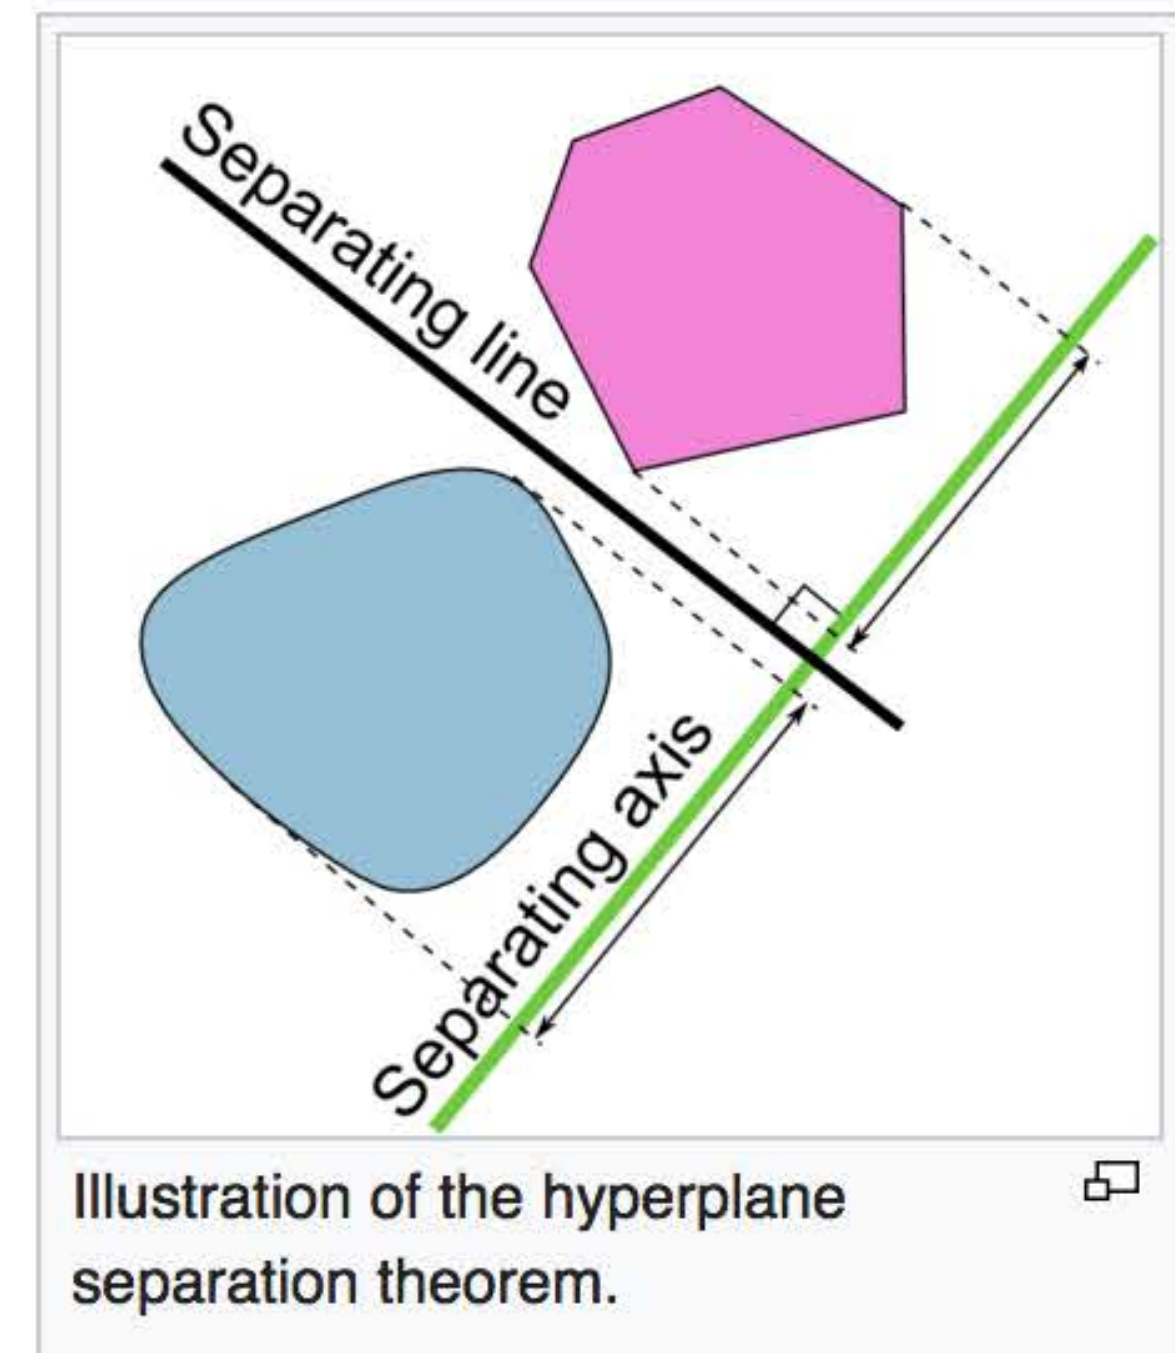 Separating line
Separating axis
Illustration of the hyperplane
separation theorem.